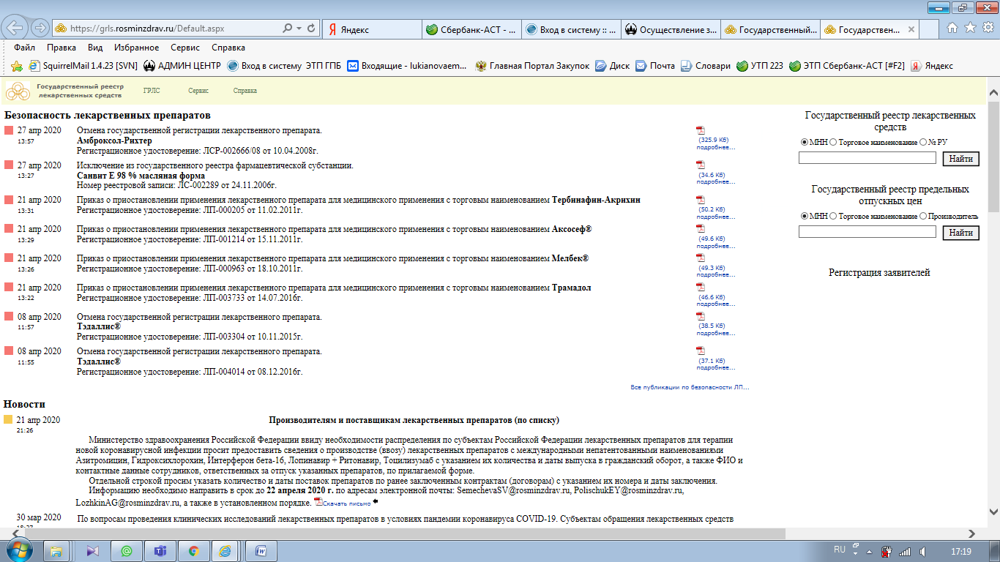 https://grls.rosminzdrav.ru/Default.aspx
Яндекс
Сбербанк-АСТ - ...
Вход в систему :: ...
Осуществление з...
Государственный...
Государствен...
Файл Правка Вид Избранное Сервис Справка
SquirrelMail 1.4.23 [SVN] АДМИН ЦЕНТР Вход в систему ЭТП ГПБ Входящие - lukianovaem... Главная Портал Закупок Диск Почта Словари УТП 223 ЭТП Сбербанк-АСТ [#F2] Яндекс
Государственный реестр
лекарственных средств
ГРЛС Сервис Справка
Безопасность лекарственных препаратов
27 апр 2020 Отмена государственной регистрации лекарственного препарата.
13:57 Амброксол-Рихтер (325.9 Кб)
Регистрационное удостоверение: ЛСР-002666/08 от 10.04.2008г. подробнее...
27 апр 2020 Исключение из государственного реестра фармацевтической субстанции.
13:27 Санвит Е 98 % масляная форма (34.6 Кб)
Номер реестровой записи: ЛС-002289 от 24.11.2006г. подробнее...
21 апр 2020 Приказ о приостановлении применения лекарственного препарата для медицинского применения с торговым наименованием Тербинафин-Акрихин
13:31 Регистрационное удостоверение: ЛП-000205 от 11.02.2011г. (50.2 Кб)
подробнее...
21 апр 2020 Приказ о приостановлении применения лекарственного препарата для медицинского применения с торговым наименованием Аксосеф®
13:29 Регистрационное удостоверение: ЛП-001214 от 15.11.2011г. (49.6 Кб)
подробнее...
21 апр 2020 Приказ о приостановлении применения лекарственного препарата для медицинского применения с торговым наименованием Мелбек®
13:26 Регистрационное удостоверение: ЛП-000963 от 18.10.2011г. (49.3 Кб)
подробнее...
21 апр 2020 Приказ о приостановлении применения лекарственного препарата для медицинского применения с торговым наименованием Трамадол
13:22 Регистрационное удостоверение: ЛП-003733 от 14.07.2016г. (46.6 Кб)
подробнее...
08 апр 2020 Отмена государственной регистрации лекарственного препарата.
11:57 Тэдаллис® (38.5 Кб)
Регистрационное удостоверение: ЛП-003304 от 10.11.2015г. подробнее...
08 апр 2020 Отмена государственной регистрации лекарственного препарата.
11:55 Тэдаллис® (37.1 Кб)
Регистрационное удостоверение: ЛП-004014 от 08.12.2016г. подробнее...
Все публикации по безопасности ЛП...
Государственный реестр лекарственных
средств
МНН Торговое наименование № РУ
Найти
Государственный реестр предельных
отпускных цен
МНН Торговое наименование Производитель
Найти
Регистрация заявителей
Новости
21 апр 2020 Производителям и поставщикам лекарственных препаратов (по списку)
21:26
Министерство здравоохранения Российской Федерации ввиду необходимости распределения по субъектам Российской Федерации лекарственных препаратов для терапии
новой коронавирусной инфекции просит предоставить сведения о производстве (ввозу) лекарственных препаратов с международными непатентованными наименованиями
Азитромицин, Гидроксихлорохин, Интерферон бета-1б, Лопинавир + Ритонавир, Тоцилизумаб с указанием их количества и даты выпуска в гражданский оборот, а также ФИО и
контактные данные сотрудников, ответственных за отпуск указанных препаратов, по прилагаемой форме.
Отдельной строкой просим указать количество и даты поставок препаратов по ранее заключенным контрактам (договорам) с указанием их номера и даты заключения.
Информацию необходимо направить в срок до 22 апреля 2020 г. по адресам электронной почты: SemechevaSV@rosminzdrav.ru, PolischukEY@rosminzdrav.ru,
LozhkinAG@rosminzdrav.ru, а также в установленном порядке. Скачать письмо
30 мар 2020 По вопросам проведения клинических исследований лекарственных препаратов в условиях пандемии коронавируса COVID-19. Субъектам обращения лекарственных средств
RU 17:19